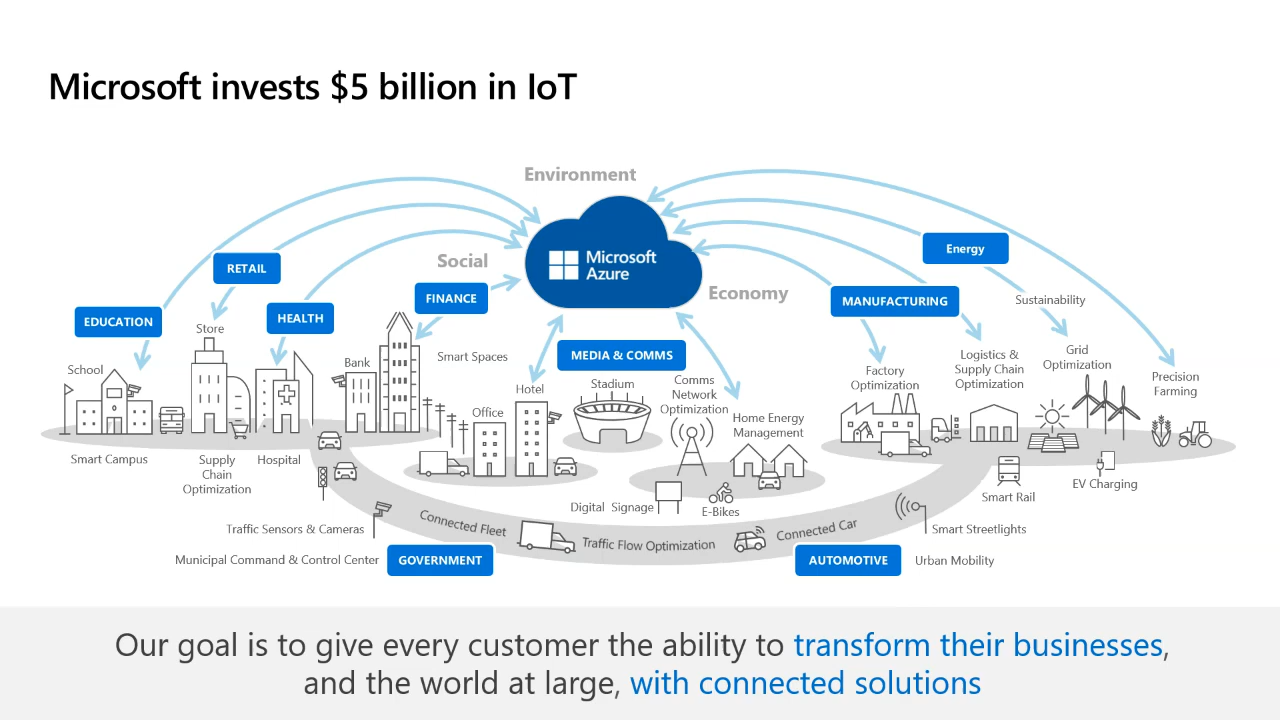 Microsoft invests $5 billion in IoT
Environment
Microsoft
Azure
Social
Economy
RETAIL
EDUCATION
HEALTH
FINANCE
MEDIA & COMMS
MANUFACTURING
Energy
Sustainability
School
Store
Bank
Smart Spaces
Hotel
Office
Stadium
Comms
Network
Optimization
Home Energy
Management
Factory
Optimization
Logistics &
Supply Chain
Optimization
Grid
Optimization
Precision
Farming
Smart Campus
Supply
Chain
Optimization
Hospital
Digital Signage
E-Bikes
Smart Rail
EV Charging
Traffic Sensors & Cameras
Connected Fleet
Traffic Flow Optimization
Connected Car
Smart Streetlights
Municipal Command & Control Center
GOVERNMENT
AUTOMOTIVE
Urban Mobility
Our goal is to give every customer the ability to transform their businesses,
and the world at large, with connected solutions